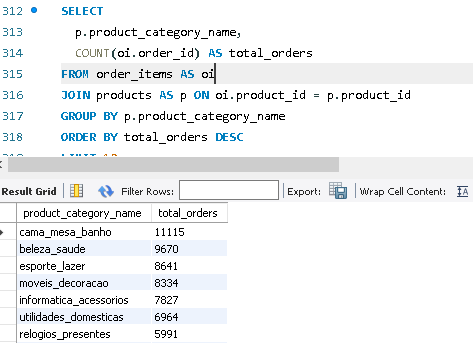 312 SELECT
313 p.product_category_name,
314 COUNT(oi.order_id) AS total_orders
315 FROM order_items AS oi
316 JOIN products AS p ON oi.product_id = p.product_id
317 GROUP BY p.product_category_name
318 ORDER BY total_orders DESC
Result Grid Filter Rows: Export: Wrap Cell Content:
product_category_name total_orders
cama_mesa_banho 11115
beleza_saude 9670
esporte_lazer 8641
moveis_decoracao 8334
informatica_acessorios 7827
utilidades_domesticas 6964
relogios_presentes 5991